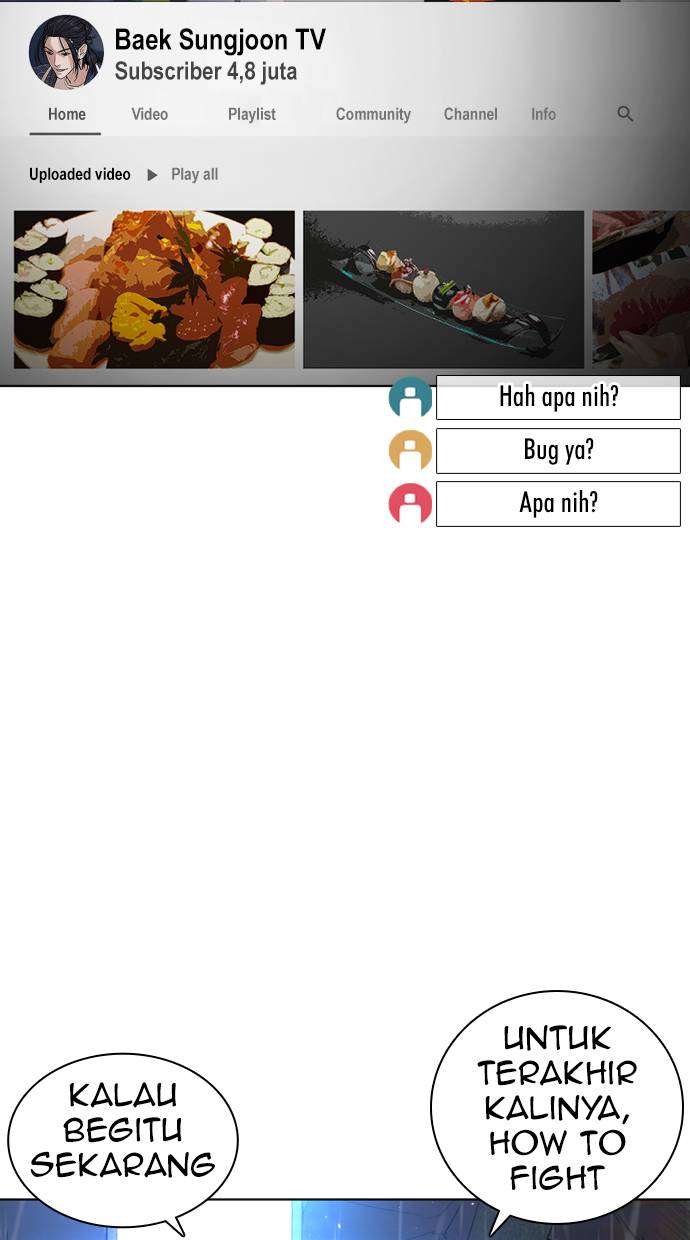 Baek Sungjoon TV
Subscriber 4,8 juta
Home Video Playlist Community Channel Info
Uploaded video Play all
Hah apa nih?
Bug ya?
Apa nih?
UNTUK
TERAKHIR
KALINYA,
HOW TO
FIGHT
KALAU
BEGITU
SEKARANG